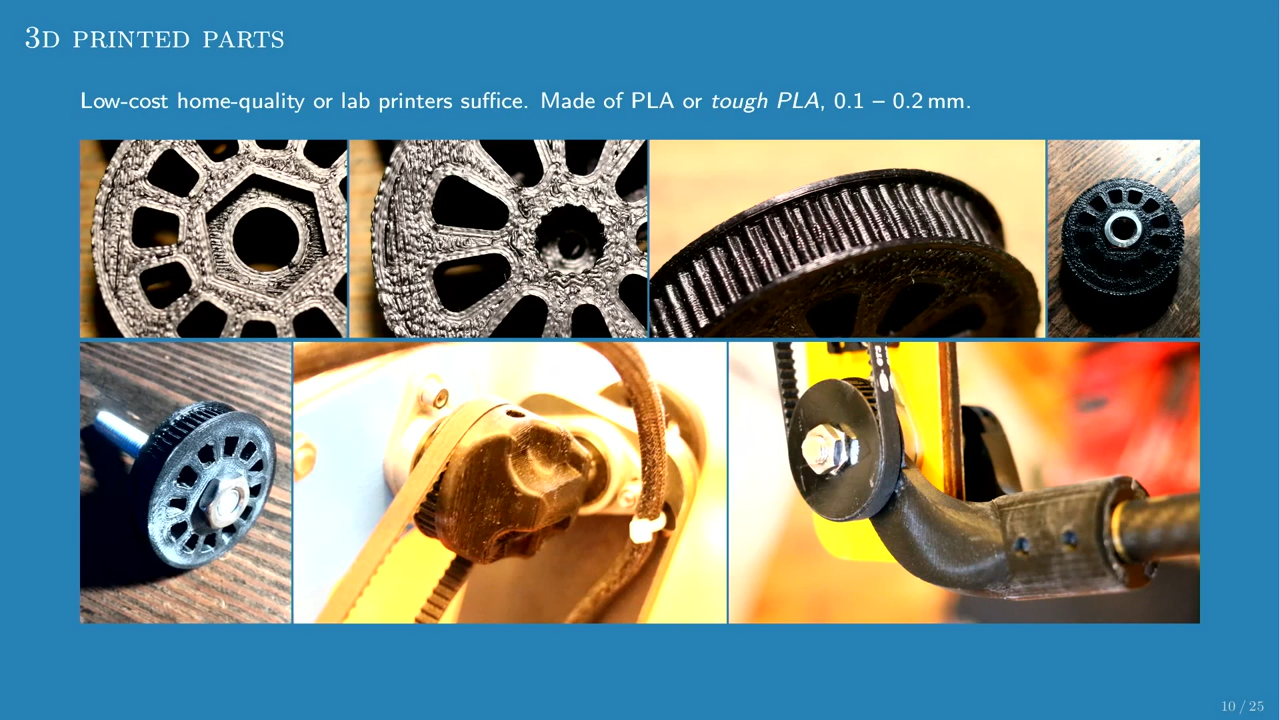 3D PRINTED PARTS
Low-cost home-quality or lab printers suffice. Made of PLA or tough PLA, 0.1 – 0.2 mm.
10 / 25